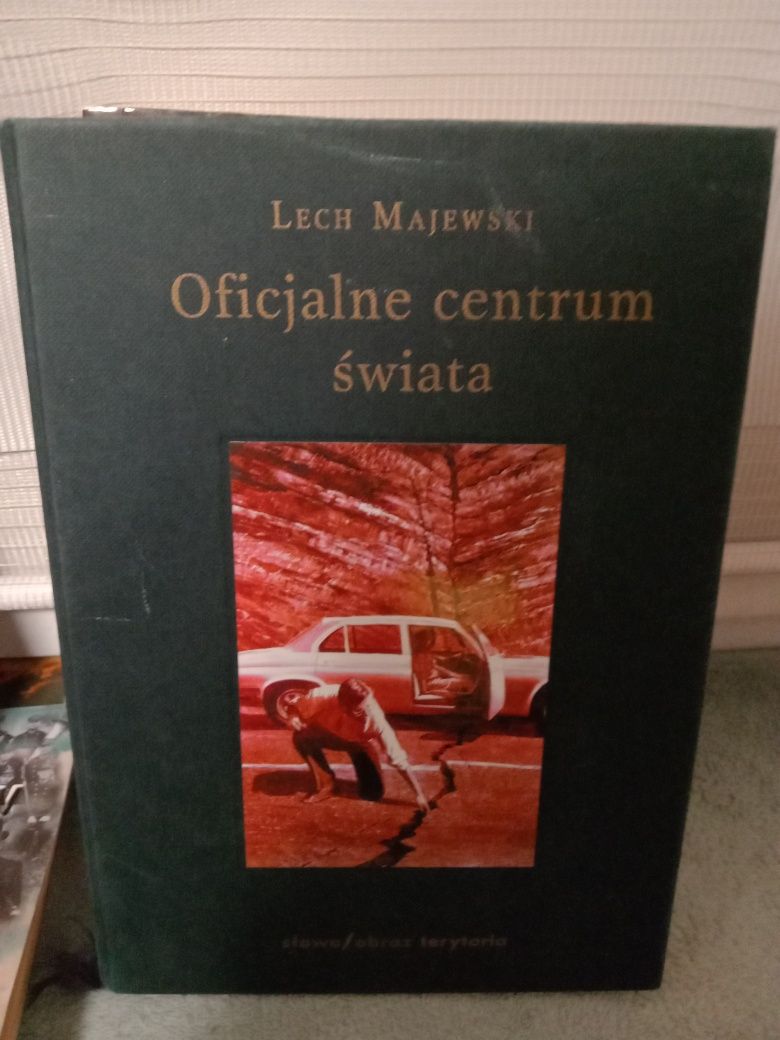 LECH MAJEWSKI
Oficjalne centrum
świata
słowo/obraz terytoria